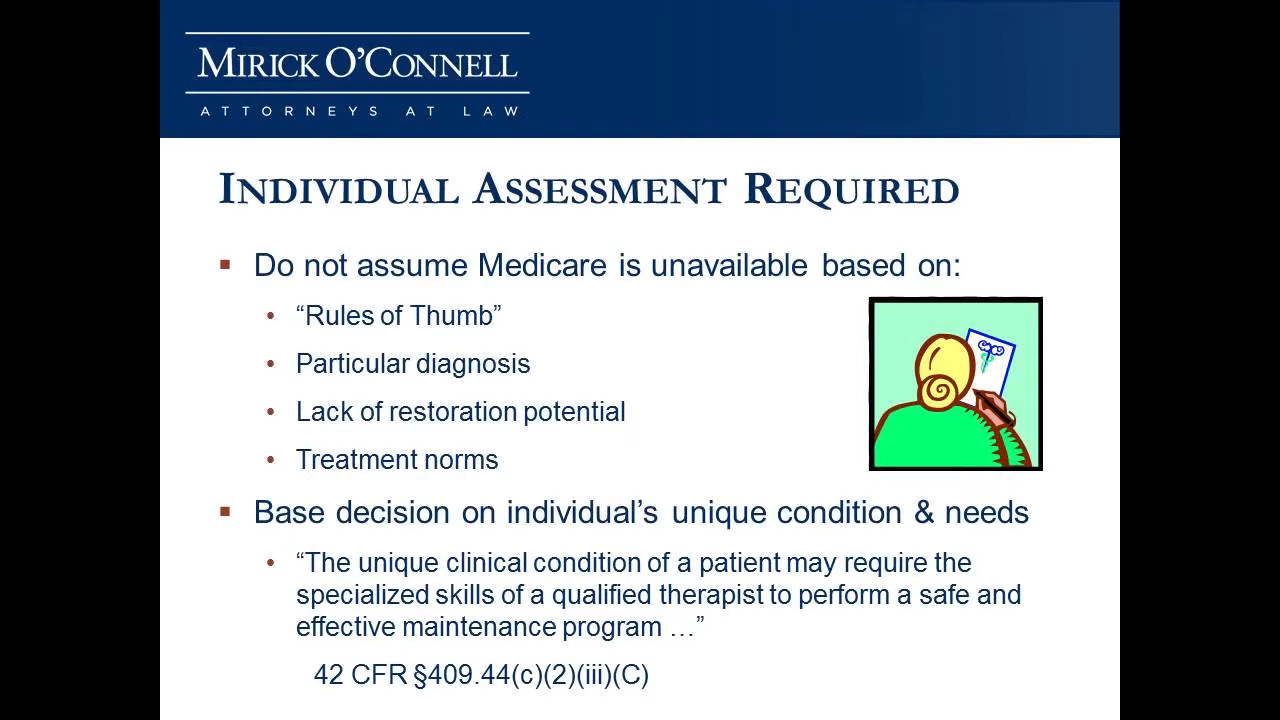 MIRICK O’CONNELL
ATTORNEYS AT LAW
INDIVIDUAL ASSESSMENT REQUIRED
▪ Do not assume Medicare is unavailable based on:
• “Rules of Thumb”
• Particular diagnosis
• Lack of restoration potential
• Treatment norms
▪ Base decision on individual’s unique condition & needs
• “The unique clinical condition of a patient may require the
specialized skills of a qualified therapist to perform a safe and
effective maintenance program …”
42 CFR §409.44(c)(2)(iii)(C)